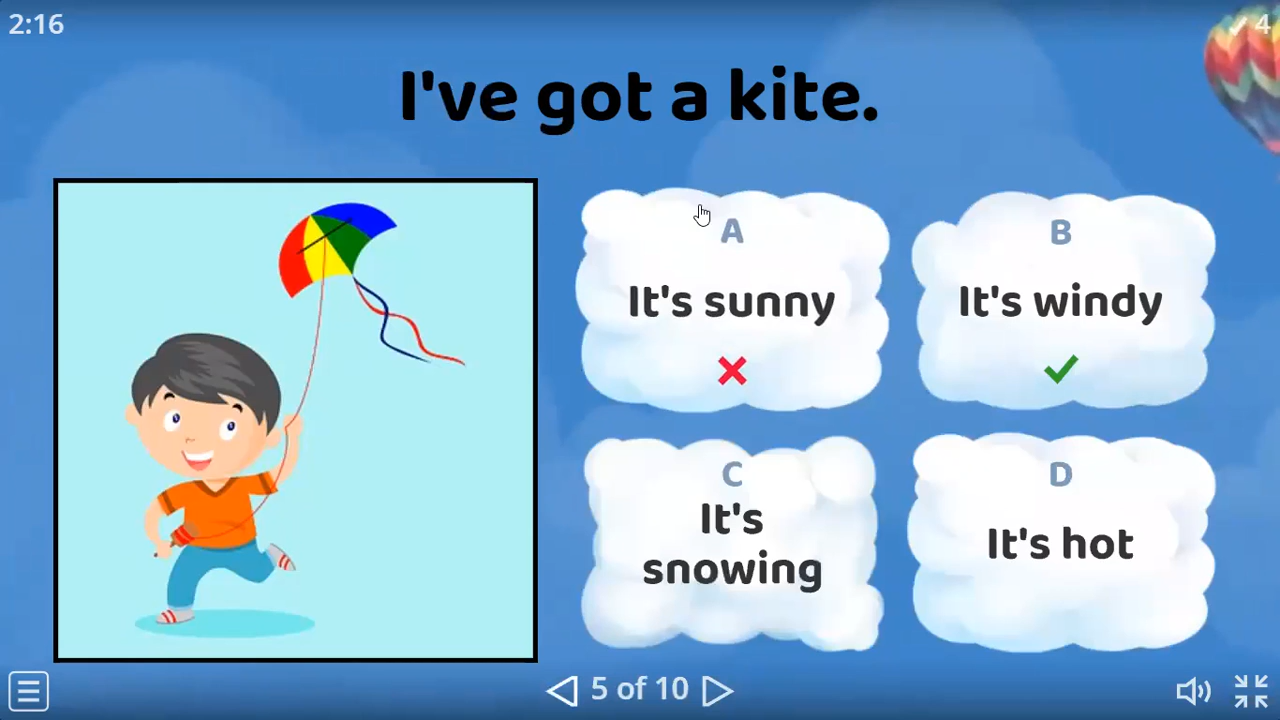 2:16
✓ 4
I've got a kite.
A
It's sunny
B
It's windy
C
It's
snowing
D
It's hot
5 of 10